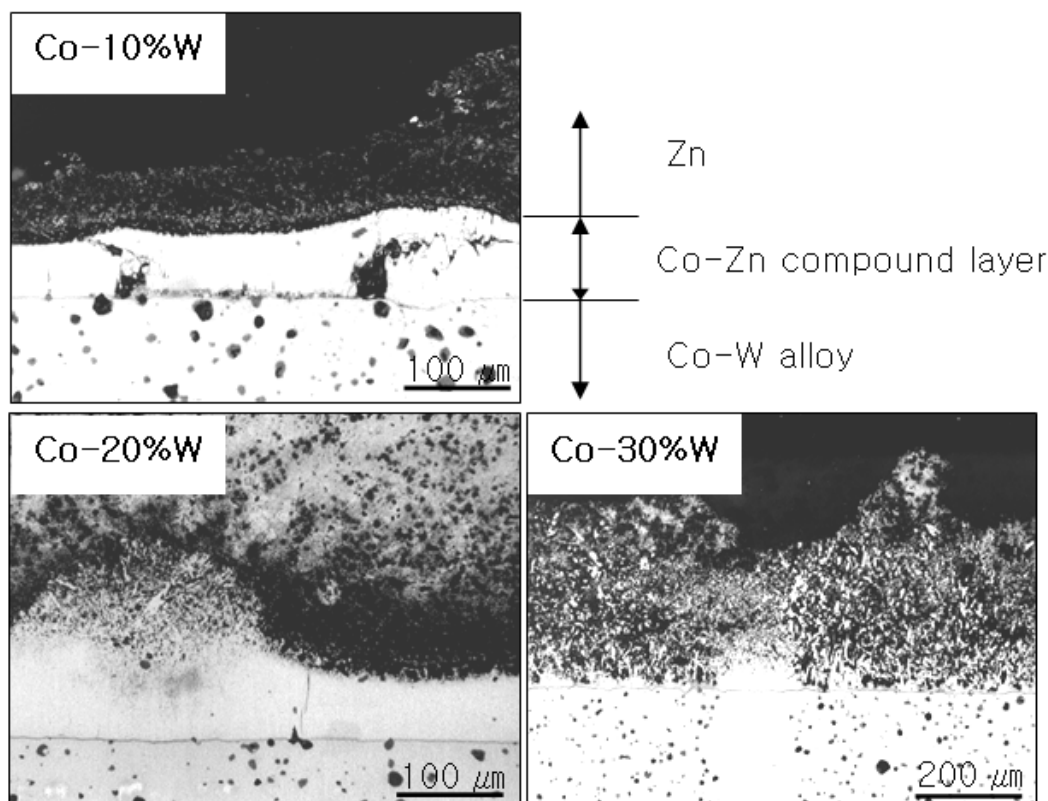 Co-10%W
Zn
Co-Zn compound layer
Co-W alloy
100 μm
Co-20%W
Co-30%W
100 μm
200 μm